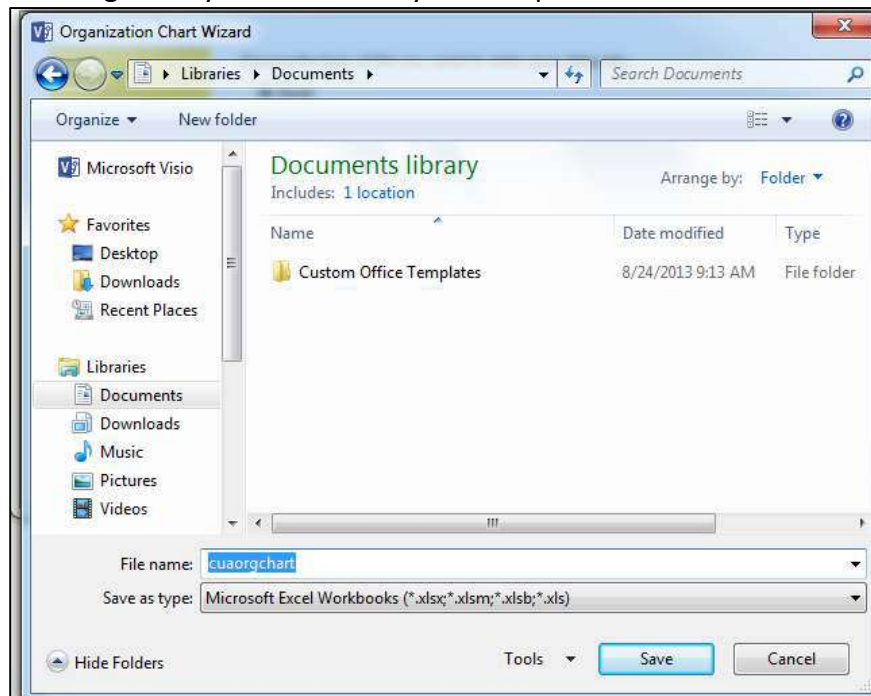 Organization Chart Wizard
Libraries Documents
Search Documents
Organize New folder
Microsoft Visio
Favorites
Desktop
Downloads
Recent Places
Libraries
Documents
Downloads
Music
Pictures
Videos
Documents library
Includes: 1 location
Arrange by: Folder
Name Date modified Type
Custom Office Templates 8/24/2013 9:13 AM File folder
File name: cuaorgchart
Save as type: Microsoft Excel Workbooks (*.xlsx;*.xlsm;*.xlsb;*.xls)
Hide Folders Tools Save Cancel